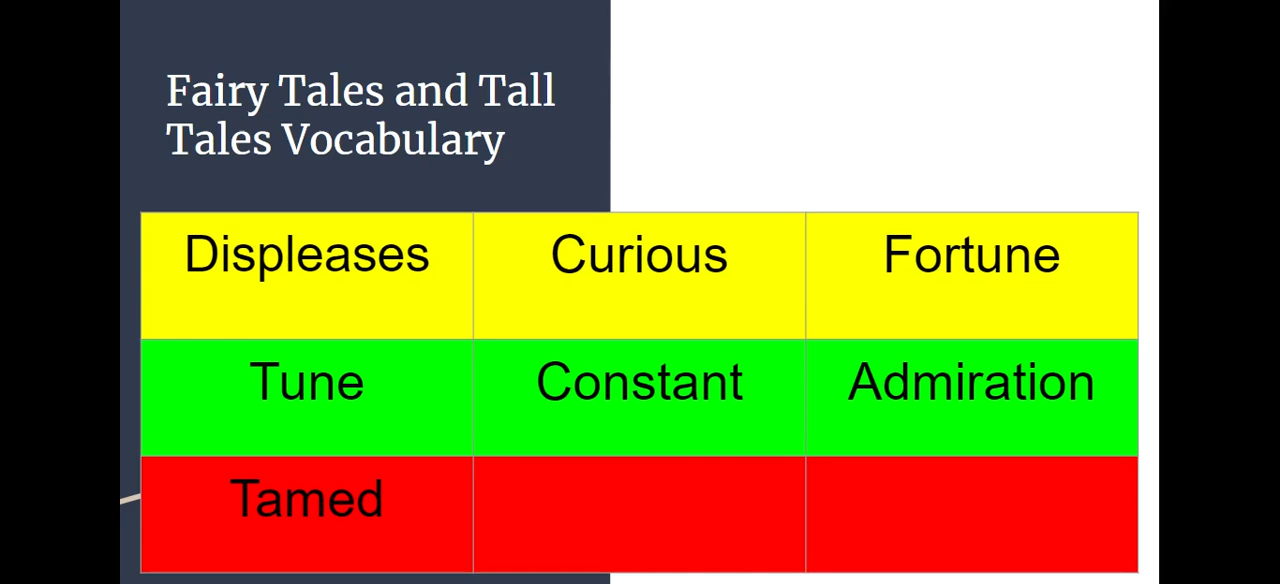 Fairy Tales and Tall
Tales Vocabulary
Displeases Curious Fortune
Tune Constant Admiration
Tamed